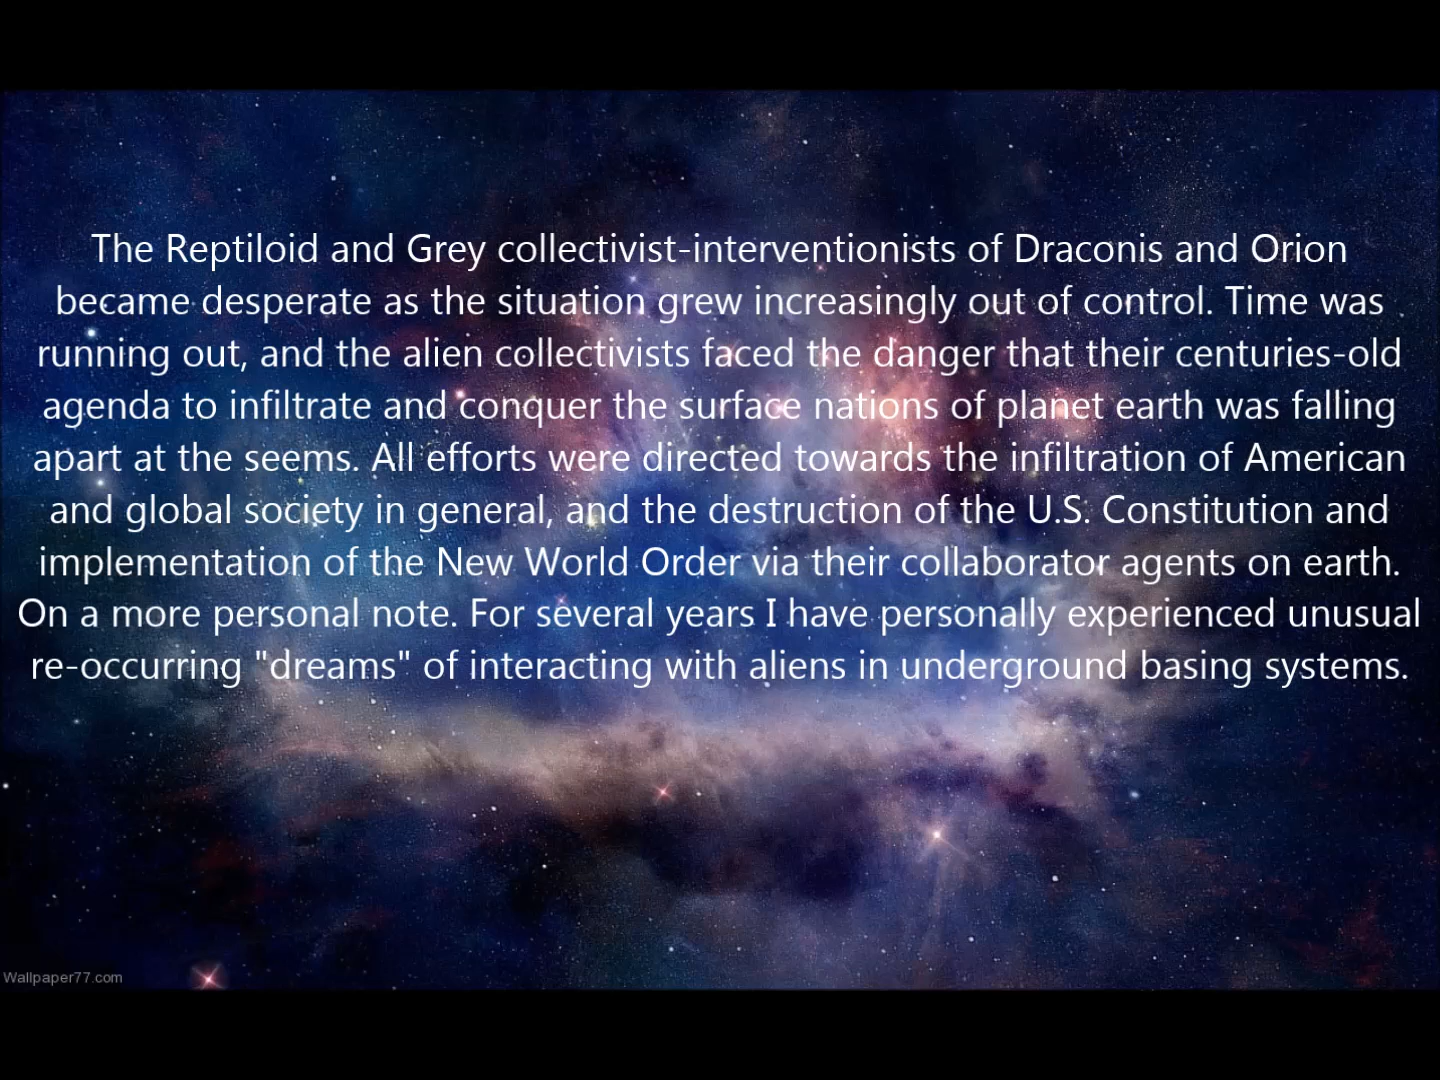 The Reptiloid and Grey collectivist-interventionists of Draconis and Orion
became desperate as the situation grew increasingly out of control. Time was
running out, and the alien collectivists faced the danger that their centuries-old
agenda to infiltrate and conquer the surface nations of planet earth was falling
apart at the seems. All efforts were directed towards the infiltration of American
and global society in general, and the destruction of the U.S. Constitution and
implementation of the New World Order via their collaborator agents on earth.
On a more personal note. For several years I have personally experienced unusual
re-occurring "dreams" of interacting with aliens in underground basing systems.
Wallpaper77.com